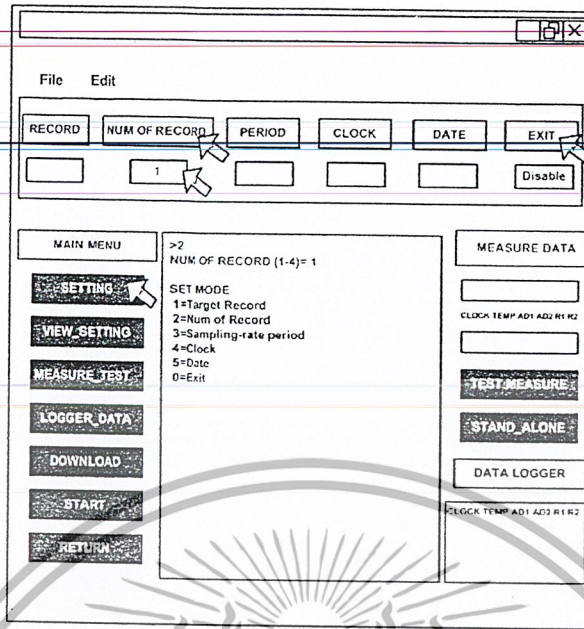 File Edit
RECORD NUM OF RECORD PERIOD CLOCK DATE EXIT
1 Disable
MAIN MENU
SETTING
VIEW_SETTING
MEASURE_TEST
LOGGER_DATA
DOWNLOAD
START
RETURN
>2
NUM OF RECORD (1-4)= 1
SET MODE
1=Target Record
2=Num of Record
3=Sampling-rate period
4=Clock
5=Date
0=Exit
MEASURE DATA
CLOCK TEMP AD1 AD2 R1 R2
TEST MEASURE
STAND_ALONE
DATA LOGGER
CLOCK TEMP AD1 AD2 R1 R2